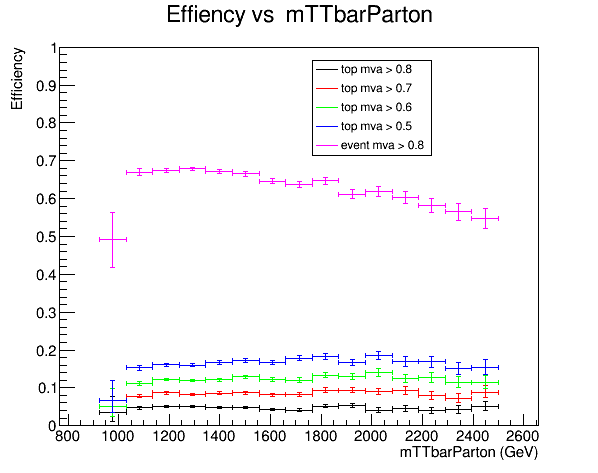 Effiency vs mTTbarParton
Efficiency
1
0.9
0.8
0.7
0.6
0.5
0.4
0.3
0.2
0.1
0
top mva > 0.8
top mva > 0.7
top mva > 0.6
top mva > 0.5
event mva > 0.8
800 1000 1200 1400 1600 1800 2000 2200 2400 2600
mTTbarParton (GeV)